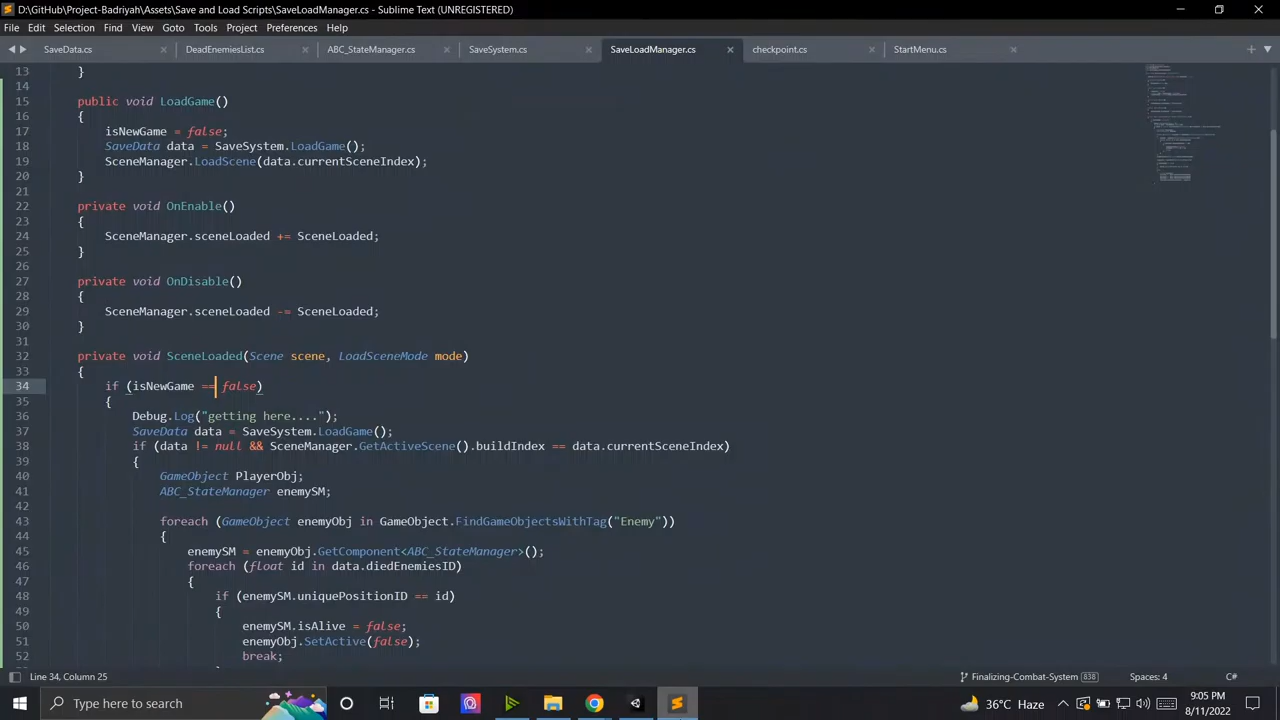 D:\GitHub\Project-Badriyah\Assets\Save and Load Scripts\SaveLoadManager.cs - Sublime Text (UNREGISTERED)
File Edit Selection Find View Goto Tools Project Preferences Help
SaveData.cs DeadEnemiesList.cs ABC_StateManager.cs SaveSystem.cs SaveLoadManager.cs checkpoint.cs StartMenu.cs
13 }
14
15 public void LoadGame()
16 {
17 isNewGame = false;
18 SaveData data = SaveSystem.LoadGame();
19 SceneManager.LoadScene(data.currentSceneIndex);
20 }
21
22 private void OnEnable()
23 {
24 SceneManager.sceneLoaded += SceneLoaded;
25 }
26
27 private void OnDisable()
28 {
29 SceneManager.sceneLoaded -= SceneLoaded;
30 }
31
32 private void SceneLoaded(Scene scene, LoadSceneMode mode)
33 {
34 if (isNewGame == false)
35 {
36 Debug.Log("getting here....");
37 SaveData data = SaveSystem.LoadGame();
38 if (data != null && SceneManager.GetActiveScene().buildIndex == data.currentSceneIndex)
39 {
40 GameObject PlayerObj;
41 ABC_StateManager enemySM;
42
43 foreach (GameObject enemyObj in GameObject.FindGameObjectsWithTag("Enemy"))
44 {
45 enemySM = enemyObj.GetComponent<ABC_StateManager>();
46 foreach (float id in data.diedEnemiesID)
47 {
48 if (enemySM.uniquePositionID == id)
49 {
50 enemySM.isAlive = false;
51 enemyObj.SetActive(false);
52 break;
Line 34, Column 25 Finalizing-Combat-System 838 Spaces: 4 C#
Type here to search 36°C Haze 9:05 PM
8/11/2022